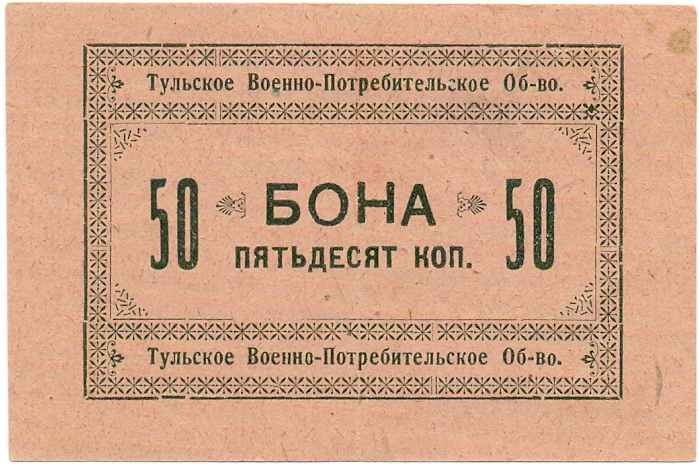 Тульское Военно-Потребительское Об-во.
50 БОНА 50
ПЯТЬДЕСЯТ КОП.
Тульское Военно-Потребительское Об-во.